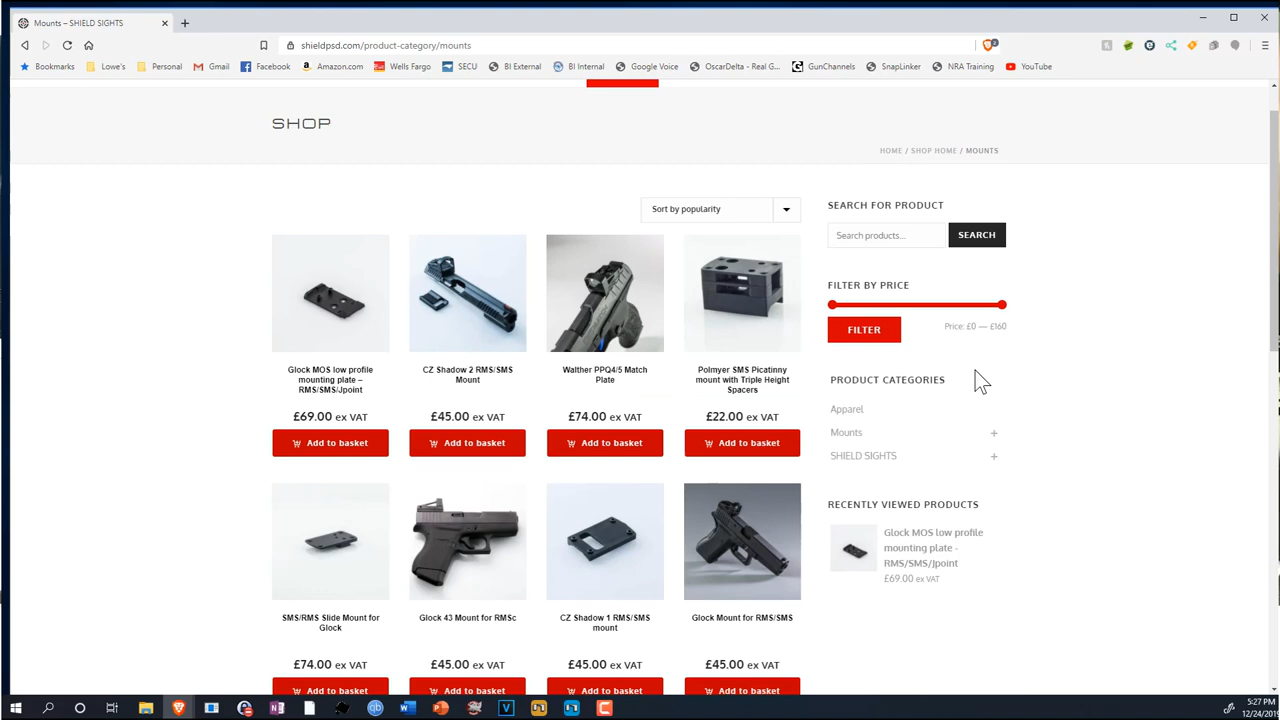 Mounts – SHIELD SIGHTS
shieldpsd.com/product-category/mounts
2
Bookmarks Lowe's Personal Gmail Facebook Amazon.com Wells Fargo SECU BI External BI Internal Google Voice OscarDelta - Real G... GunChannels SnapLinker NRA Training YouTube
SHOP
HOME / SHOP HOME / MOUNTS
Sort by popularity
SEARCH FOR PRODUCT
Search products...
SEARCH
FILTER BY PRICE
FILTER
Price: £0 — £160
PRODUCT CATEGORIES
Apparel
Mounts +
SHIELD SIGHTS +
RECENTLY VIEWED PRODUCTS
Glock MOS low profile
mounting plate -
RMS/SMS/Jpoint
£69.00 ex VAT
Glock MOS low profile
mounting plate –
RMS/SMS/Jpoint
£69.00 ex VAT
Add to basket
CZ Shadow 2 RMS/SMS
Mount
£45.00 ex VAT
Add to basket
Walther PPQ4/5 Match
Plate
£74.00 ex VAT
Add to basket
Polmyer SMS Picatinny
mount with Triple Height
Spacers
£22.00 ex VAT
Add to basket
SMS/RMS Slide Mount for
Glock
£74.00 ex VAT
Add to basket
Glock 43 Mount for RMSc
£45.00 ex VAT
Add to basket
CZ Shadow 1 RMS/SMS
mount
£45.00 ex VAT
Add to basket
Glock Mount for RMS/SMS
£45.00 ex VAT
Add to basket
5:27 PM
12/24/2019